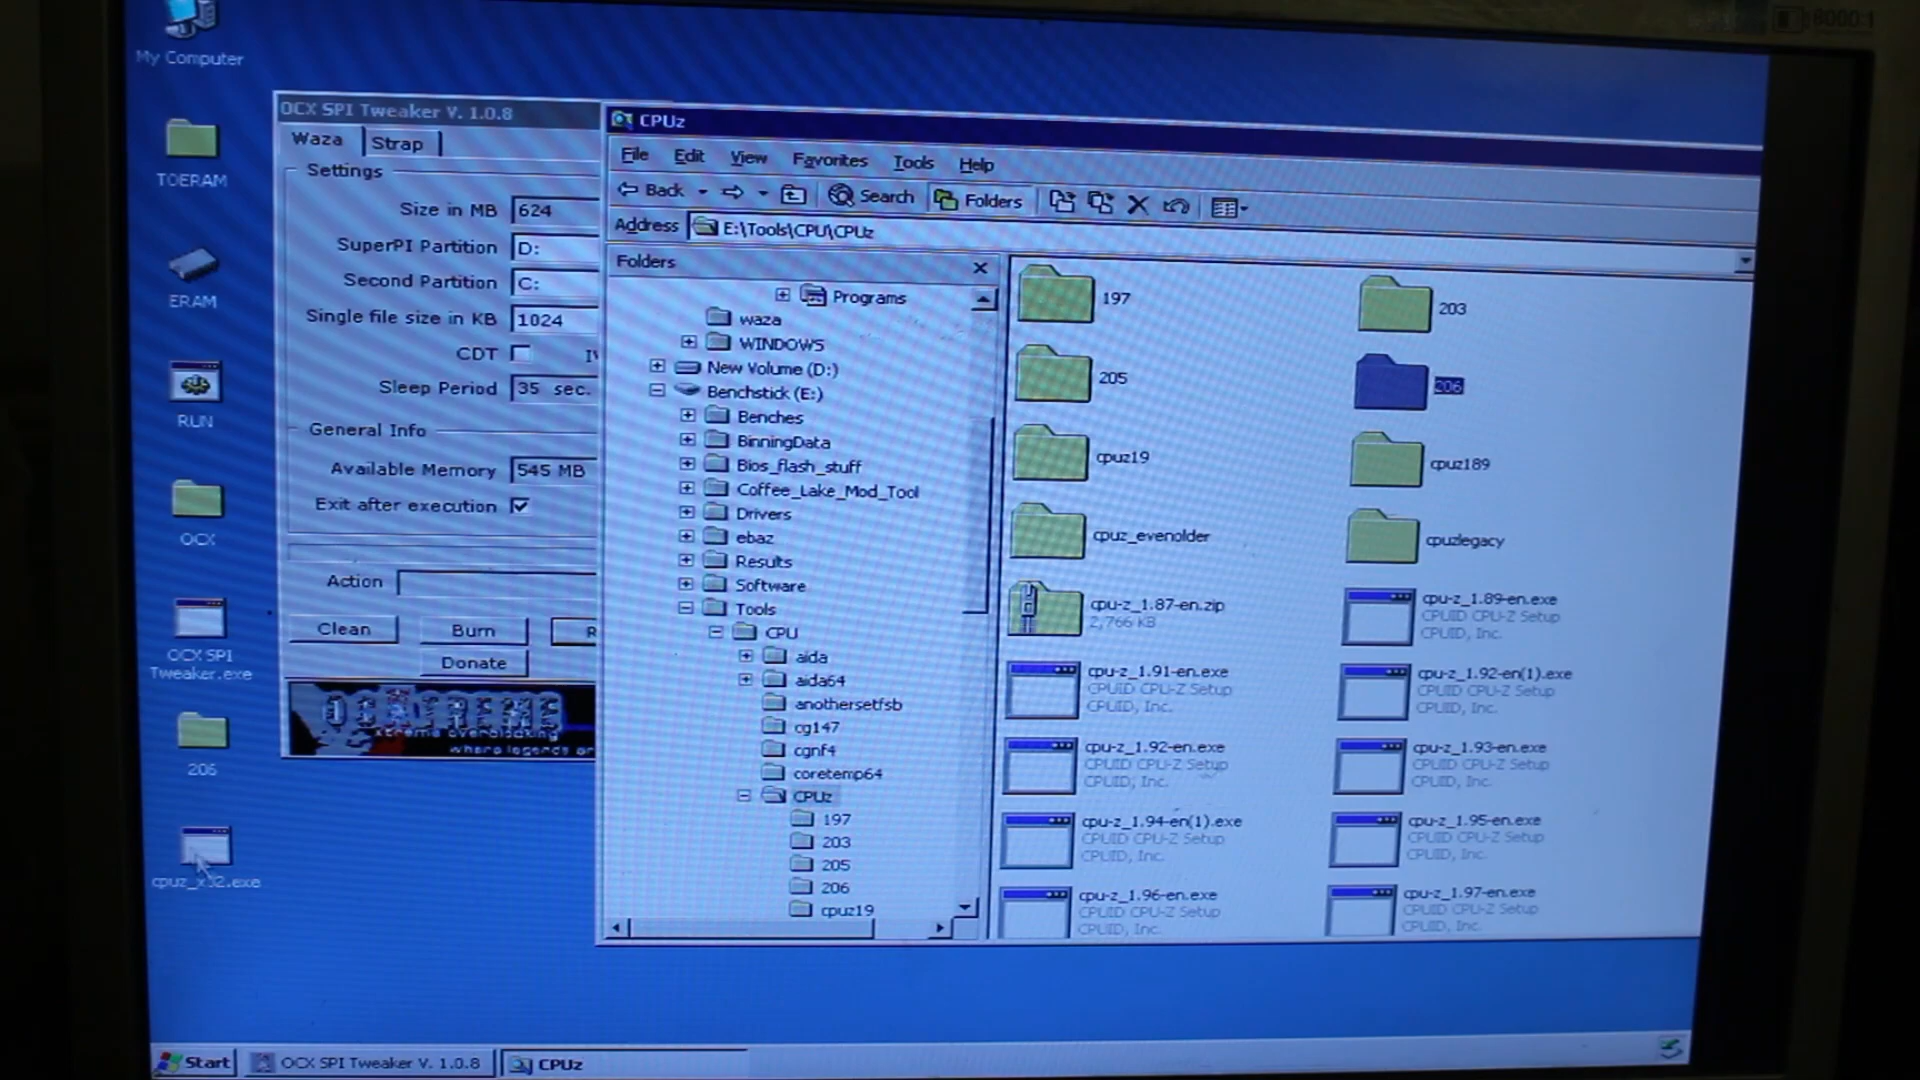 8000:1
My Computer
TOERAM
ERAM
RUN
OCX
OCX SPI
Tweaker.exe
206
OCX SPI Tweaker V. 1.0.8
Waza
Strap
Settings
Size in MB 624
SuperPI Partition D:
Second Partition C:
Single file size in KB 1024
CDT
Sleep Period 35 sec.
General Info
Available Memory 545 MB
Exit after execution
Action
Clean
Burn
R
Donate
CPUz
File Edit View Favorites Tools Help
Back
Search
Folders
Address E:\Tools\CPU\CPUz
Folders
Programs
waza
WINDOWS
New Volume (D:)
Benchstick (E:)
Benches
BinningData
Bios_flash_stuff
Coffee_Lake_Mod_Tool
Drivers
ebaz
Results
Software
Tools
CPU
aida
aida64
anothersetfsb
cg147
cgnf4
coretemp64
CPUz
197
203
205
206
cpuz19
197
203
205
206
cpuz19
cpuz189
cpuz_evenolder
cpuzlegacy
cpu-z_1.87-en.zip
2,766 KB
cpu-z_1.89-en.exe
CPUID CPU-Z Setup
CPUID, Inc.
cpu-z_1.91-en.exe
CPUID CPU-Z Setup
CPUID, Inc.
cpu-z_1.92-en(1).exe
CPUID CPU-Z Setup
CPUID, Inc.
cpu-z_1.92-en.exe
CPUID CPU-Z Setup
CPUID, Inc.
cpu-z_1.93-en.exe
CPUID CPU-Z Setup
CPUID, Inc.
cpu-z_1.94-en(1).exe
CPUID CPU-Z Setup
CPUID, Inc.
cpu-z_1.95-en.exe
CPUID CPU-Z Setup
CPUID, Inc.
cpu-z_1.96-en.exe
CPUID CPU-Z Setup
CPUID, Inc.
cpu-z_1.97-en.exe
CPUID CPU-Z Setup
CPUID, Inc.
Start
OCX SPI Tweaker V. 1.0.8
CPUz